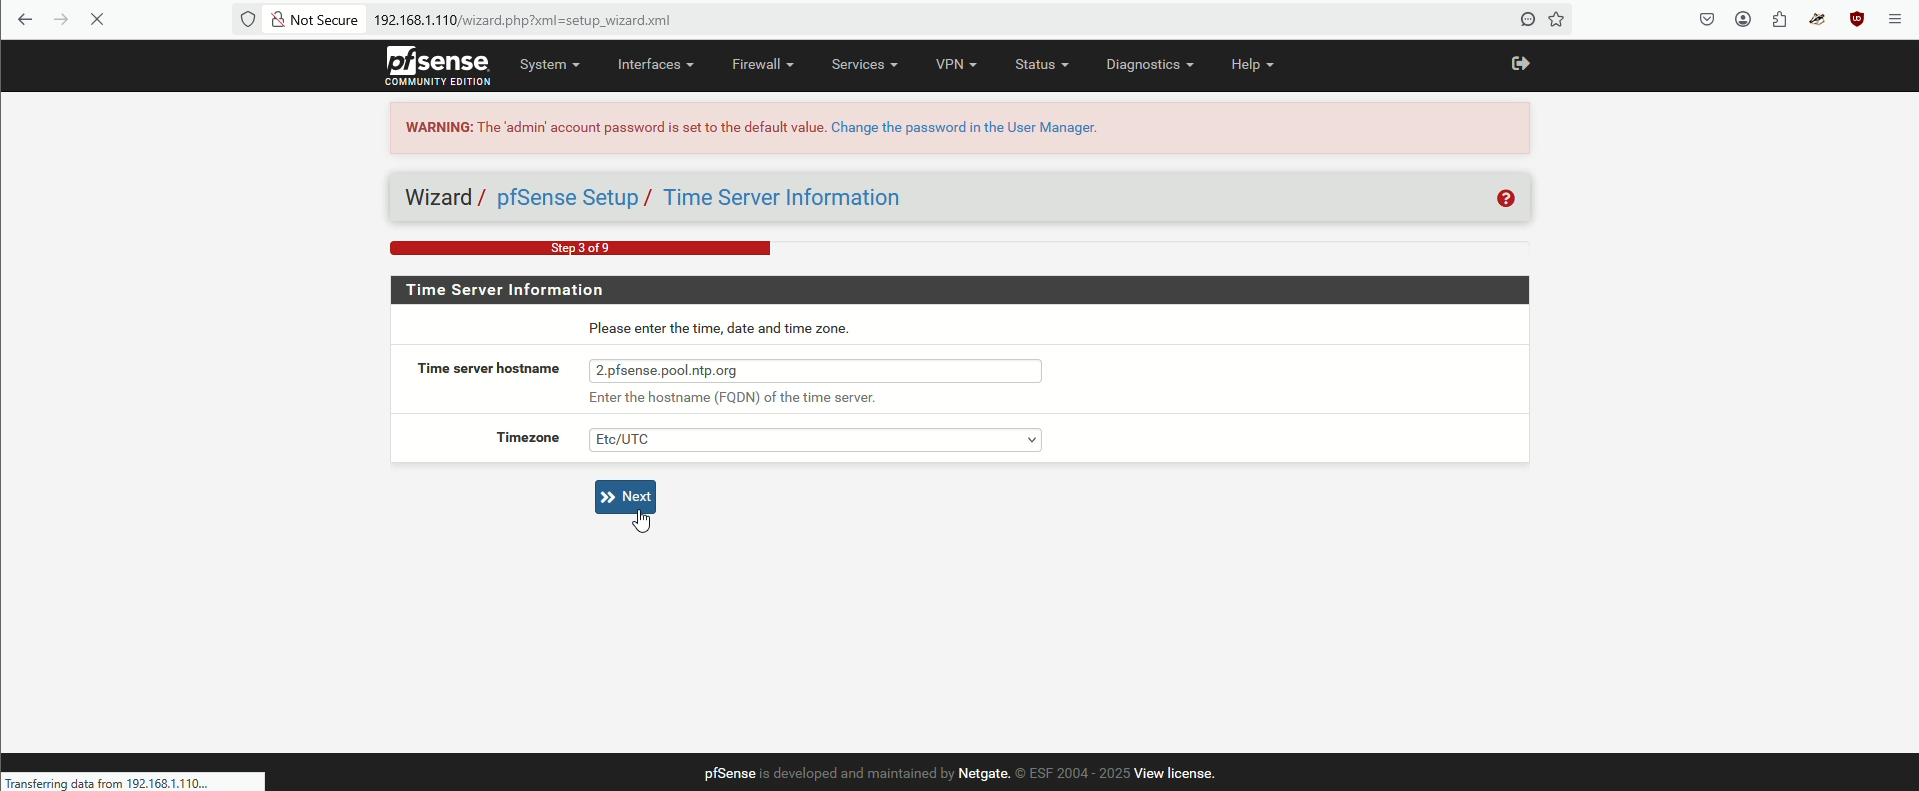 Not Secure 192.168.1.110/wizard.php?xml=setup_wizard.xml
pfsense
COMMUNITY EDITION
System Interfaces Firewall Services VPN Status Diagnostics Help
WARNING: The 'admin' account password is set to the default value. Change the password in the User Manager.
Wizard / pfSense Setup / Time Server Information
Step 3 of 9
Time Server Information
Please enter the time, date and time zone.
Time server hostname 2.pfsense.pool.ntp.org
Enter the hostname (FQDN) of the time server.
Timezone Etc/UTC
Next
pfSense is developed and maintained by Netgate. © ESF 2004 - 2025 View license.
Transferring data from 192.168.1.110...